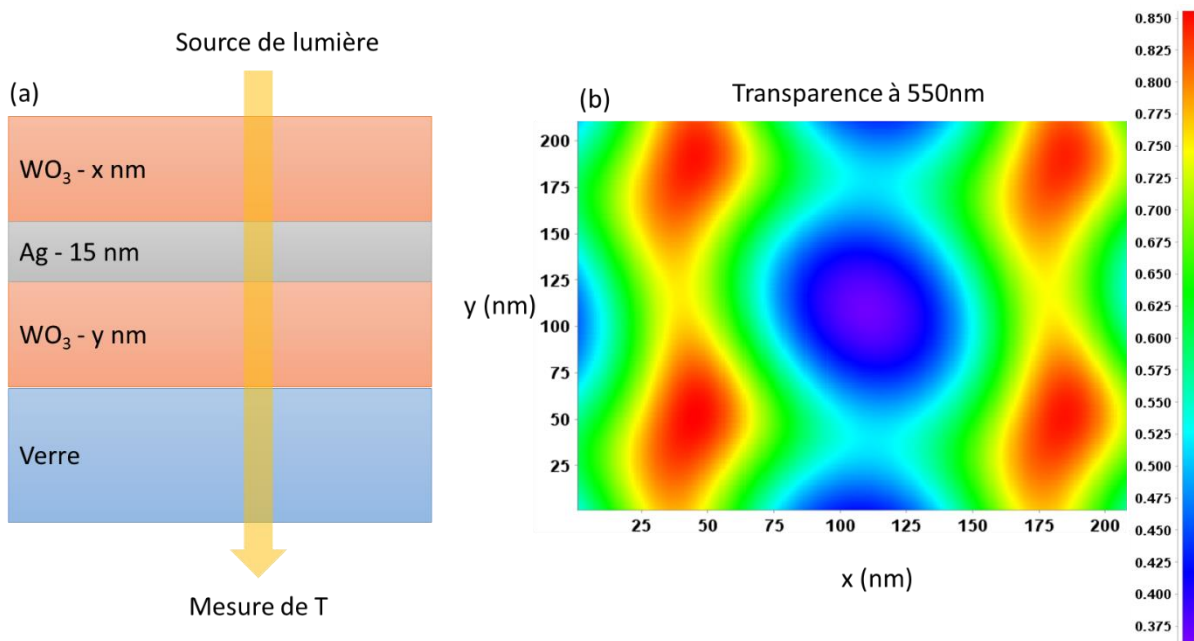 Source de lumière
(a)
WO3 - x nm
Ag - 15 nm
WO3 - y nm
Verre
Mesure de T
(b)
Transparence à 550nm
y (nm)
200
175
150
125
100
75
50
25
25 50 75 100 125 150 175 200
x (nm)
0.850
0.825
0.800
0.775
0.750
0.725
0.700
0.675
0.650
0.625
0.600
0.575
0.550
0.525
0.500
0.475
0.450
0.425
0.400
0.375